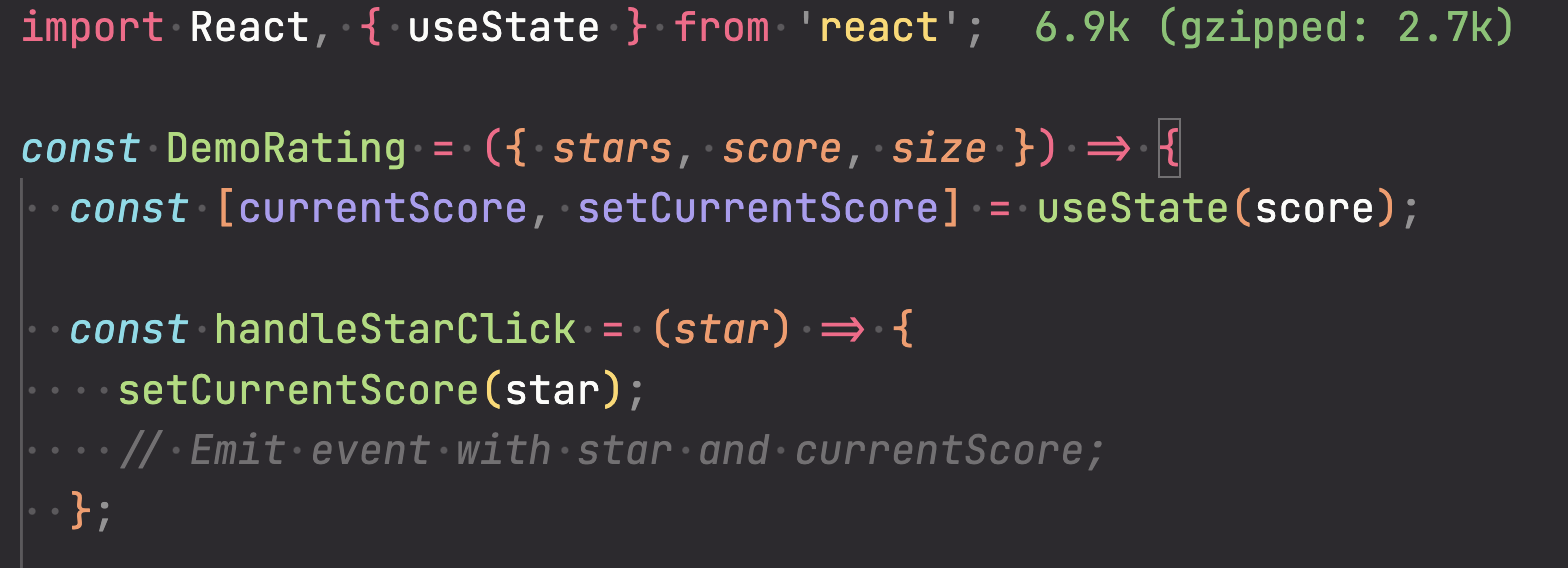 import React, { useState } from 'react';  6.9k (gzipped: 2.7k)
const DemoRating = ({ stars, score, size }) => {
  const [currentScore, setCurrentScore] = useState(score);
  const handleStarClick = (star) => {
    setCurrentScore(star);
    // Emit event with star and currentScore;
  };